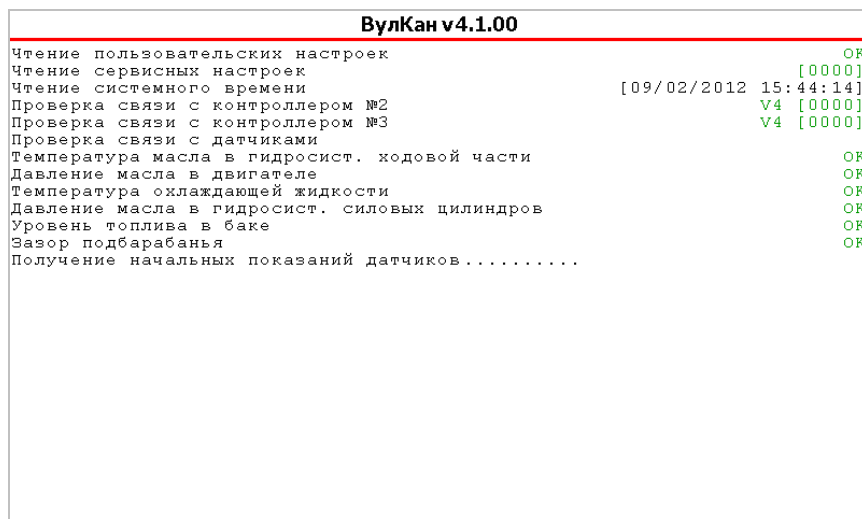 ВулКан v4.1.00
Чтение пользовательских настроек OK
Чтение сервисных настроек [0000]
Чтение системного времени [09/02/2012 15:44:14]
Проверка связи с контроллером №2 V4 [0000]
Проверка связи с контроллером №3 V4 [0000]
Проверка связи с датчиками
Температура масла в гидросист. ходовой части OK
Давление масла в двигателе OK
Температура охлаждающей жидкости OK
Давление масла в гидросист. силовых цилиндров OK
Уровень топлива в баке OK
Зазор подбарабанья OK
Получение начальных показаний датчиков..........